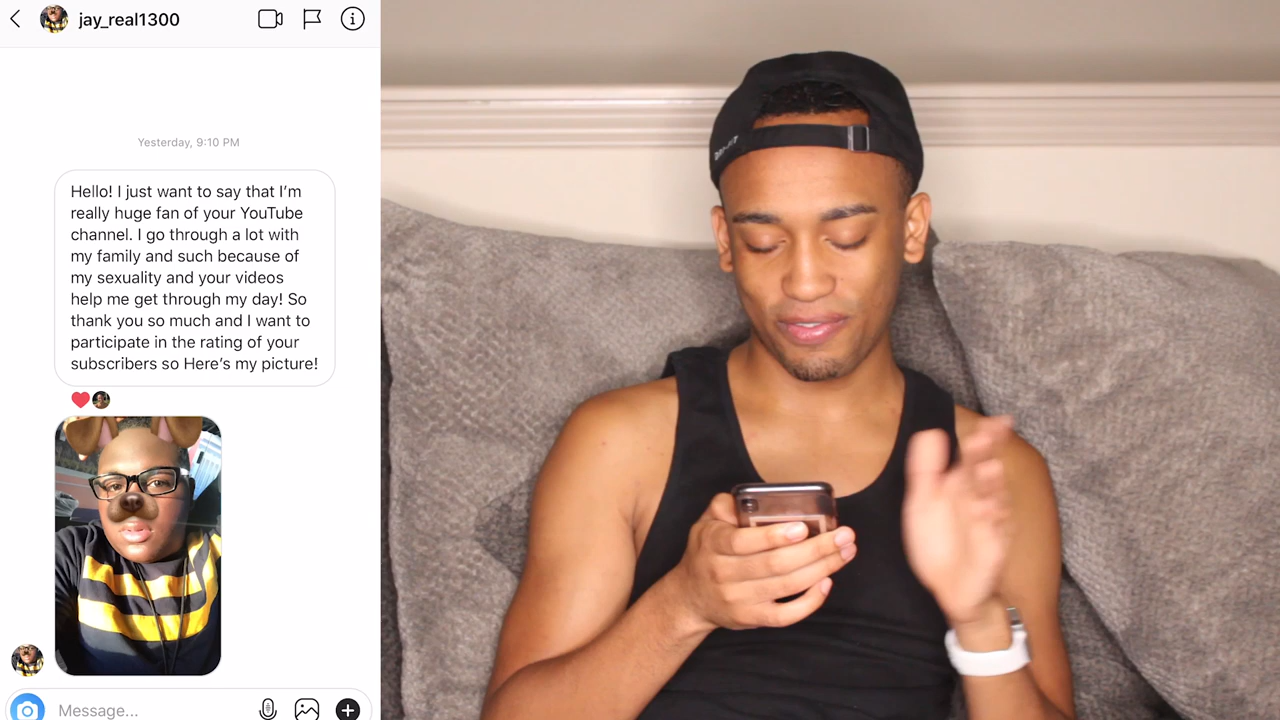 jay_real1300
Yesterday, 9:10 PM
Hello! I just want to say that I'm
really huge fan of your YouTube
channel. I go through a lot with
my family and such because of
my sexuality and your videos
help me get through my day! So
thank you so much and I want to
participate in the rating of your
subscribers so Here's my picture!
Message...